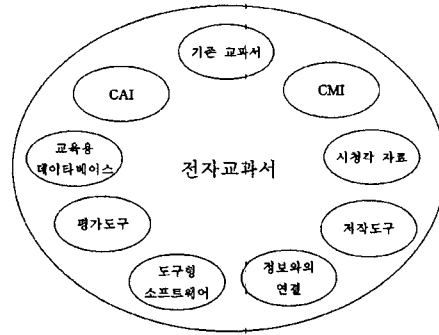 기존 교과서
CAI
CMI
교육용
데이타베이스
전자교과서
시청각 자료
평가도구
저작도구
도구형
소프트웨어
정보와의
연결